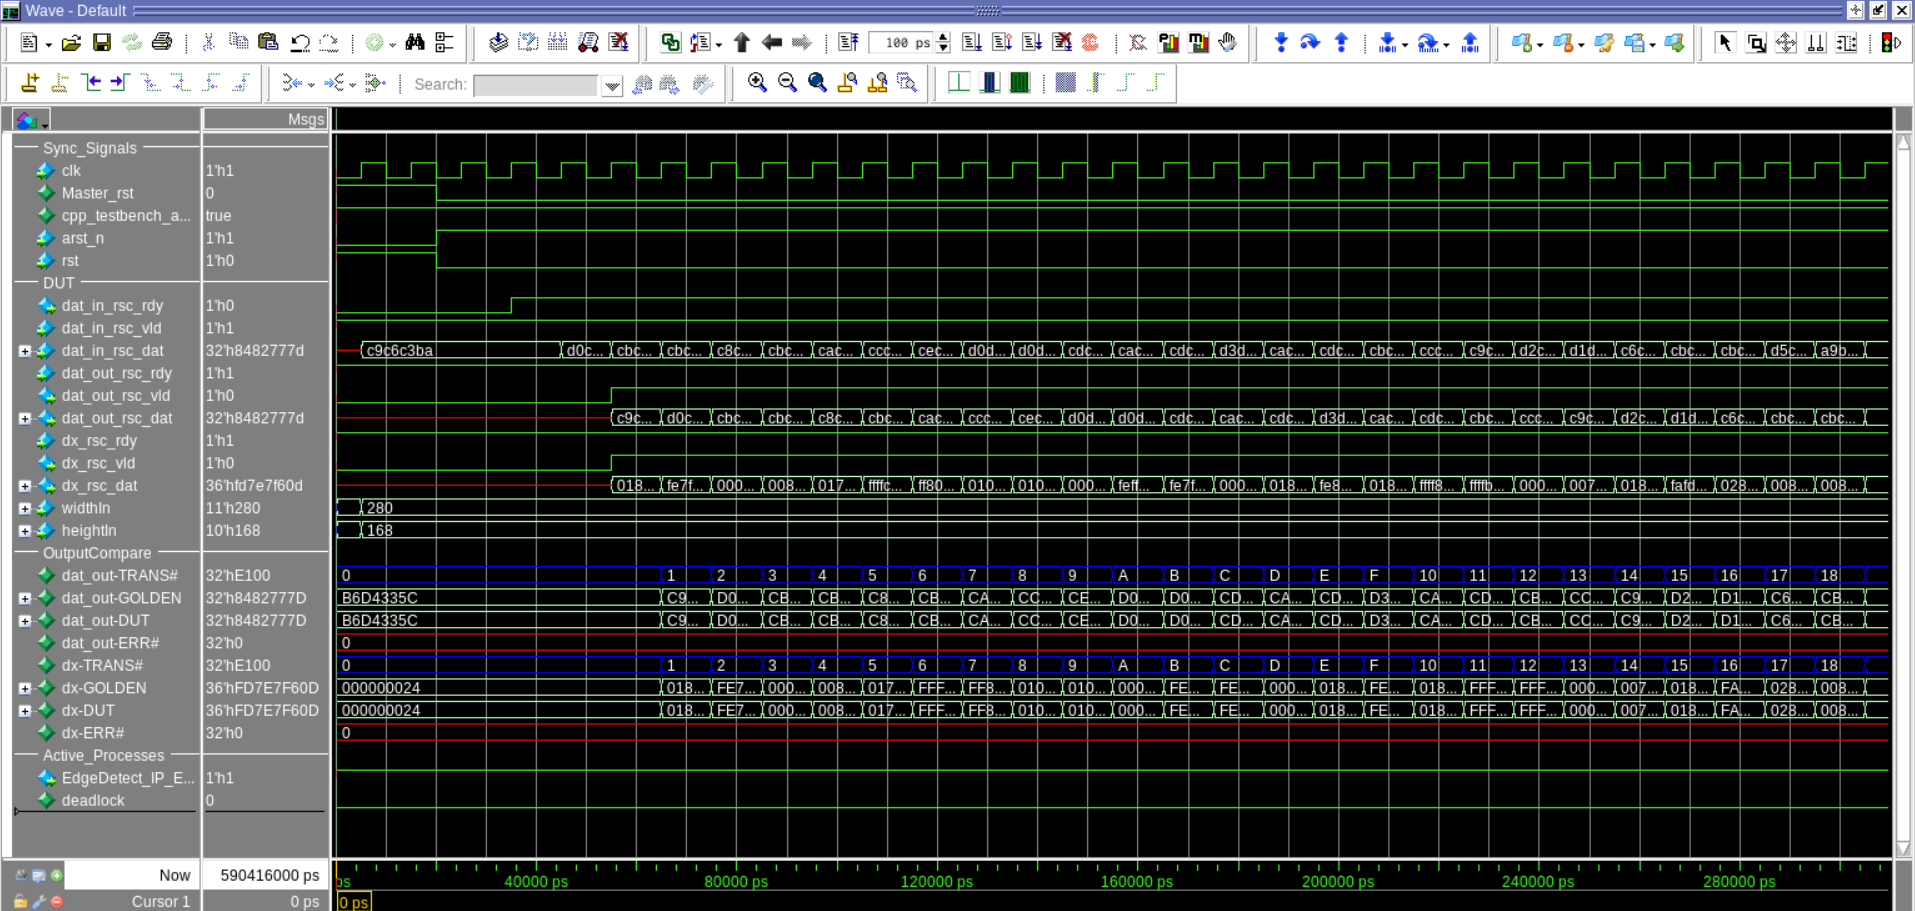 Wave - Default
100 ps
Search:
Msgs
Sync_Signals
clk 1'h1
Master_rst 0
cpp_testbench_a... true
arst_n 1'h1
rst 1'h0
DUT
dat_in_rsc_rdy 1'h0
dat_in_rsc_vld 1'h1
dat_in_rsc_dat 32'h8482777d c9c6c3ba d0c... cbc... cbc... c8c... cbc... cac... ccc... cec... d0d... d0d... cdc... cac... cdc... d3d... cac... cdc... cbc... ccc... c9c... d2c... d1d... c6c... cbc... cbc... d5c... a9b...
dat_out_rsc_rdy 1'h1
dat_out_rsc_vld 1'h0
dat_out_rsc_dat 32'h8482777d c9c... d0c... cbc... cbc... c8c... cbc... cac... ccc... cec... d0d... d0d... cdc... cac... cdc... d3d... cac... cdc... cbc... ccc... c9c... d2c... d1d... c6c... cbc... cbc...
dx_rsc_rdy 1'h1
dx_rsc_vld 1'h0
dx_rsc_dat 36'hfd7e7f60d 018... fe7f... 000... 008... 017... ffffc... ff80... 010... 010... 000... feff... fe7f... 000... 018... fe8... 018... ffff8... ffffb... 000... 007... 018... fafd... 028... 008... 008...
widthIn 11'h280 280
heightIn 10'h168 168
OutputCompare
dat_out-TRANS# 32'hE100 0 1 2 3 4 5 6 7 8 9 A B C D E F 10 11 12 13 14 15 16 17 18
dat_out-GOLDEN 32'h8482777D B6D4335C C9... D0... CB... CB... C8... CB... CA... CC... CE... D0... D0... CD... CA... CD... D3... CA... CD... CB... CC... C9... D2... D1... C6... CB...
dat_out-DUT 32'h8482777D B6D4335C C9... D0... CB... CB... C8... CB... CA... CC... CE... D0... D0... CD... CA... CD... D3... CA... CD... CB... CC... C9... D2... D1... C6... CB...
dat_out-ERR# 32'h0 0
dx-TRANS# 32'hE100 0 1 2 3 4 5 6 7 8 9 A B C D E F 10 11 12 13 14 15 16 17 18
dx-GOLDEN 36'hFD7E7F60D 000000024 018... FE7... 000... 008... 017... FFF... FF8... 010... 010... 000... FE... FE... 000... 018... FE... 018... FFF... FFF... 000... 007... 018... FA... 028... 008...
dx-DUT 36'hFD7E7F60D 000000024 018... FE7... 000... 008... 017... FFF... FF8... 010... 010... 000... FE... FE... 000... 018... FE... 018... FFF... FFF... 000... 007... 018... FA... 028... 008...
dx-ERR# 32'h0 0
Active_Processes
EdgeDetect_IP_E... 1'h1
deadlock 0
Now 590416000 ps ps 40000 ps 80000 ps 120000 ps 160000 ps 200000 ps 240000 ps 280000 ps
Cursor 1 0 ps 0 ps